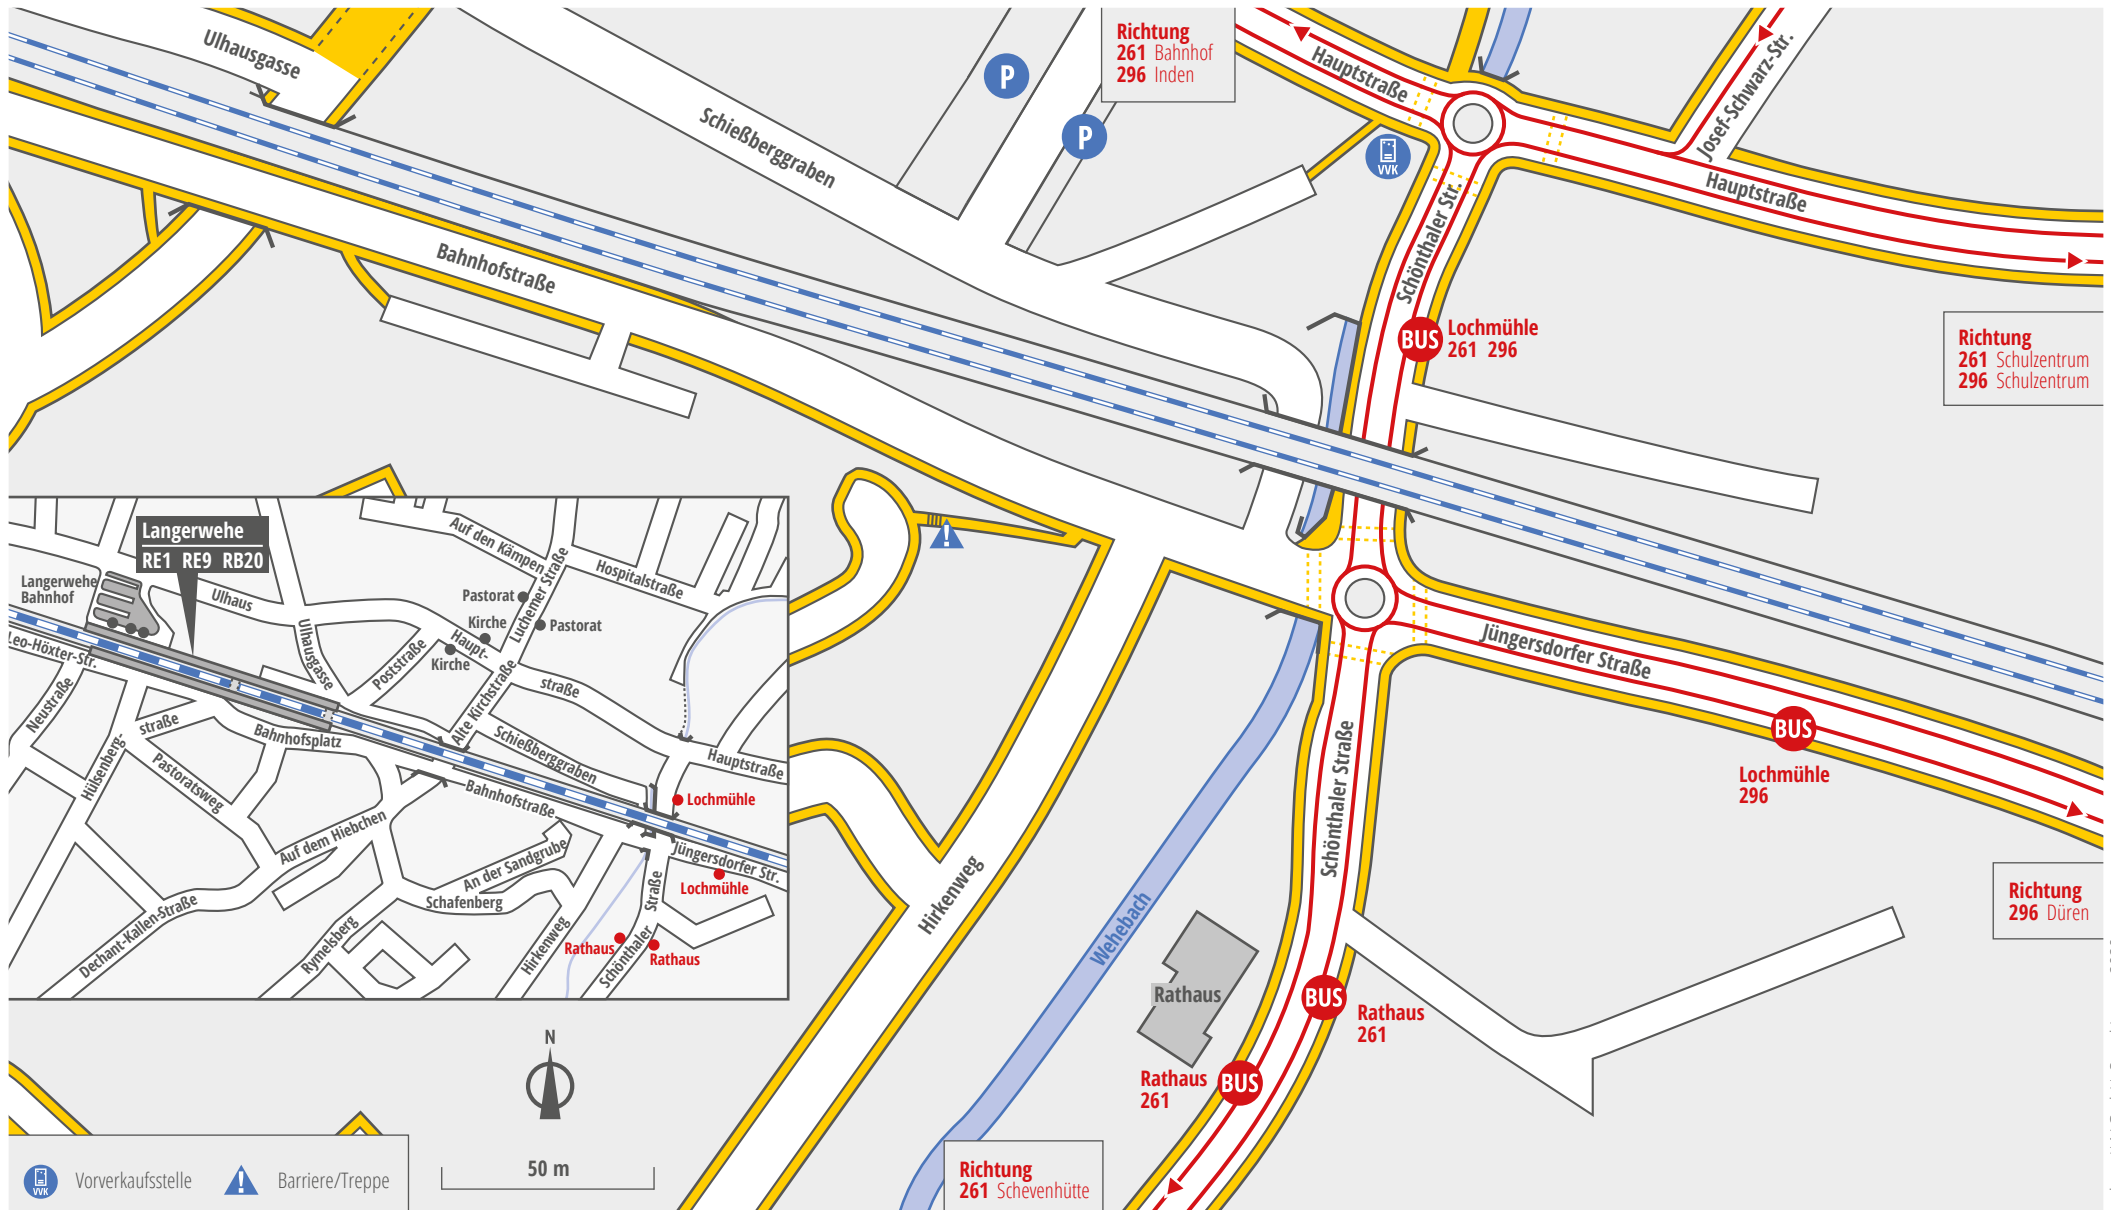 Ulhausgasse
Schießberggraben
P
P
Richtung
261 Bahnhof
296 Inden
Hauptstraße
Josef-Schwarz-Str.
VVK
Hauptstraße
Schönthaler Str.
Bahnhofstraße
BUS
Lochmühle
261 296
Richtung
261 Schulzentrum
296 Schulzentrum
Langerwehe
RE1 RE9 RB20
Langerwehe
Bahnhof
Leo-Höxter-Str.
Neustraße
Ulhaus
Ulhausgasse
Auf den Kämpen
Hospitalstraße
Luchemer Straße
Pastorat
Pastorat
Kirche
Kirche
Haupt-
straße
Poststraße
Alte Kirchstraße
Hülsenberg-
straße
Bahnhofsplatz
Pastoratsweg
Schießberggraben
Bahnhofstraße
Hauptstraße
Lochmühle
Jüngersdorfer Str.
Lochmühle
Auf dem Hiebchen
An der Sandgrube
Schafenberg
Dechant-Kallen-Straße
Rymelsberg
Hirkenweg
Schönthaler
Straße
Rathaus
Rathaus
Jüngersdorfer Straße
BUS
Lochmühle
296
Schönthaler Straße
Hirkenweg
Wehebach
Richtung
296 Düren
Rathaus
BUS
Rathaus
261
BUS
Rathaus
261
N
50 m
VVK
Vorverkaufsstelle
Barriere/Treppe
Richtung
261 Schevenhütte